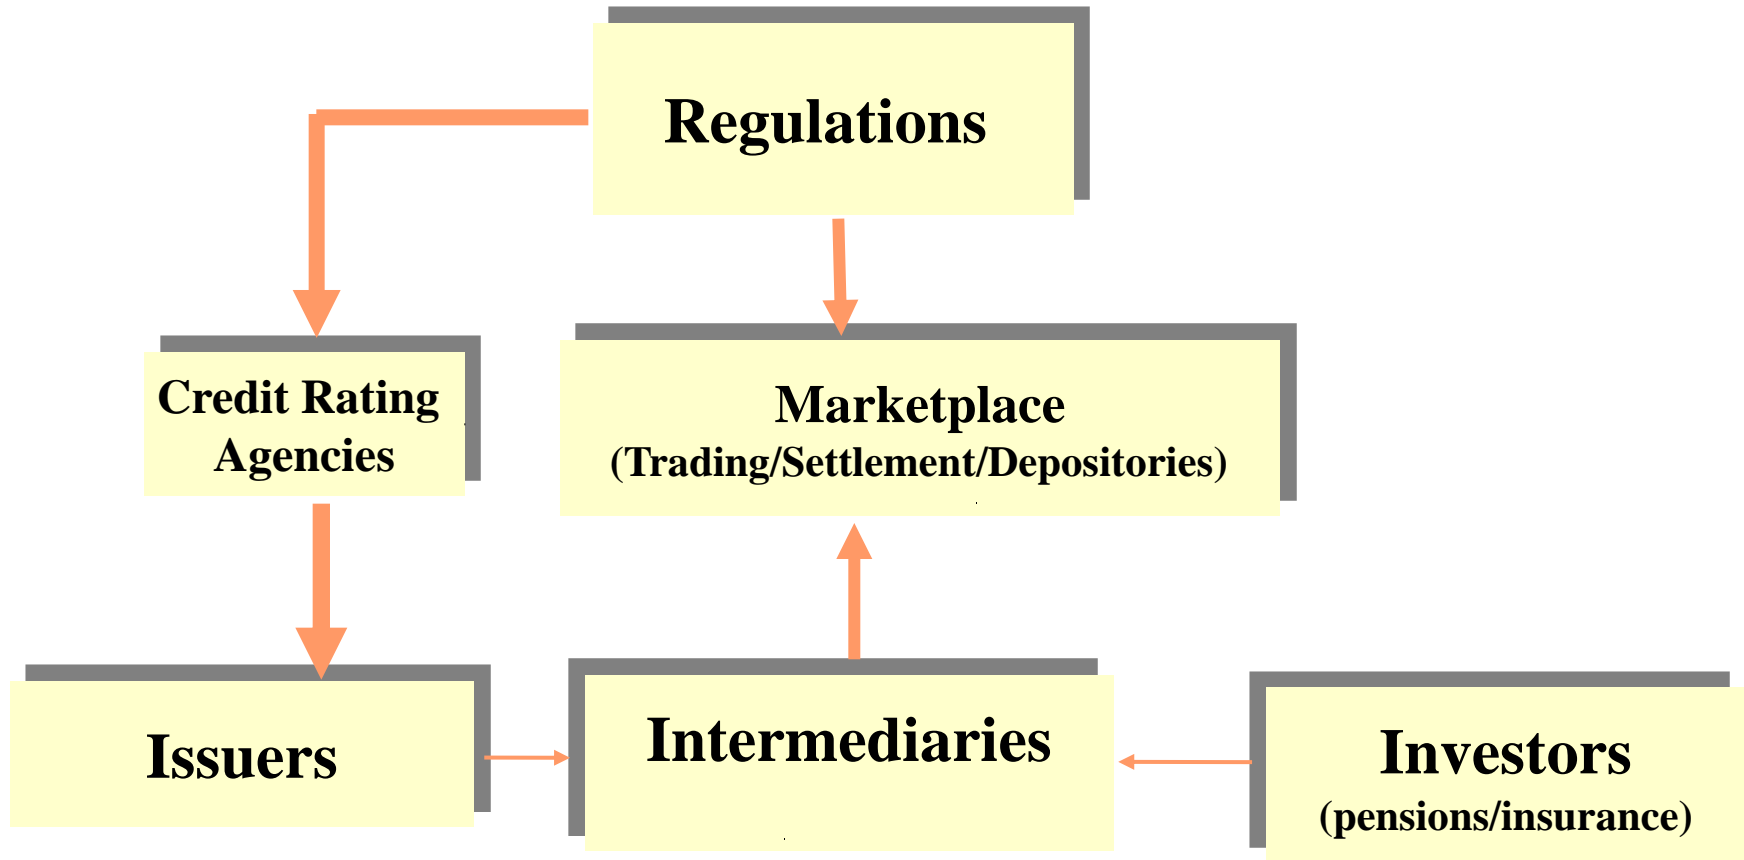 Regulations
Credit Rating
Agencies
Marketplace
(Trading/Settlement/Depositories)
Issuers
Intermediaries
Investors
(pensions/insurance)